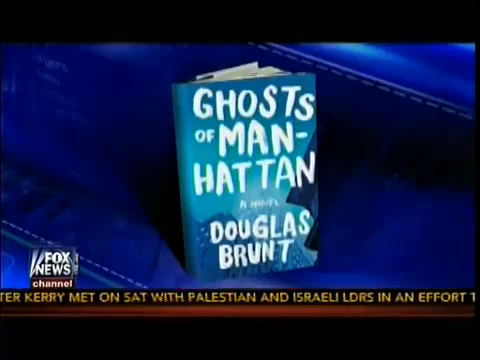 GHOSTS
OF MAN-
HATTAN
A NOVEL
DOUGLAS
BRUNT
FOX
NEWS
channel
TER KERRY MET ON SAT WITH PALESTINIAN AND ISRAELI LDRS IN AN EFFORT T